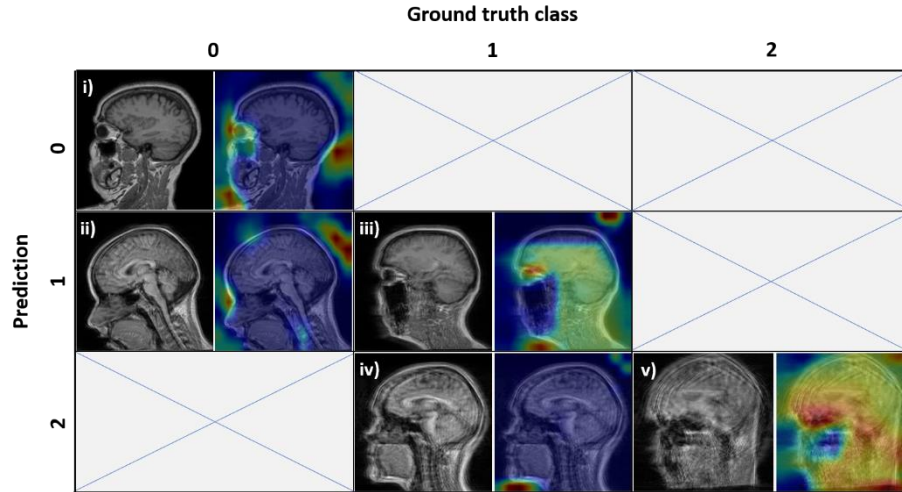 Ground truth class
0 1 2
Prediction
0
i)
1
ii) iii)
2
iv) v)